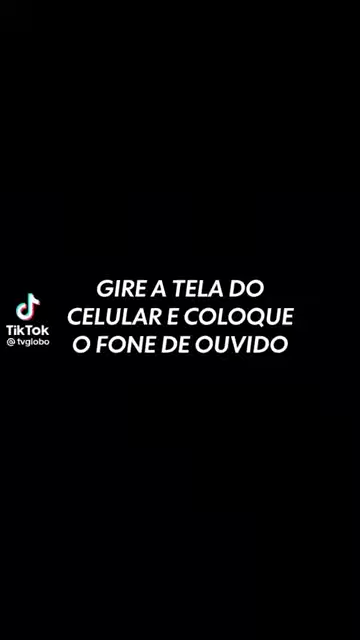 GIRE A TELA DO
CELULAR E COLOQUE
O FONE DE OUVIDO
TikTok
@tvglobo